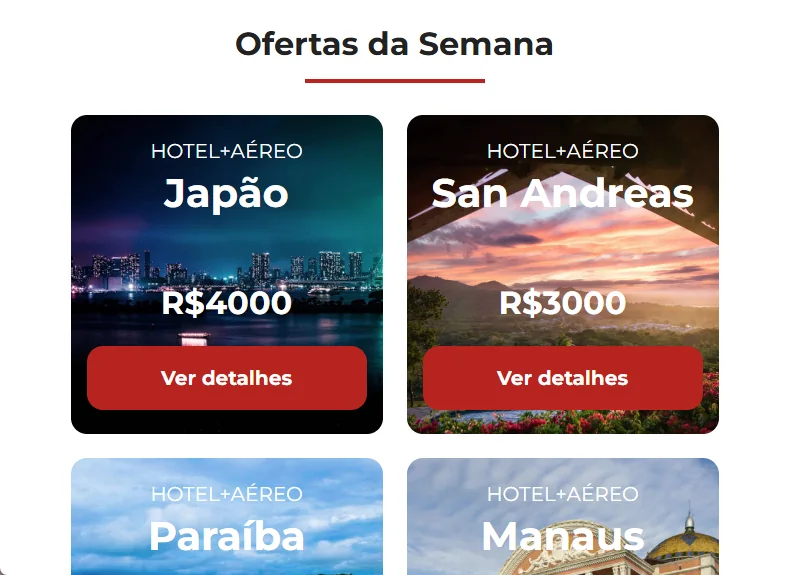 Ofertas da Semana
HOTEL+AÉREO
Japão
R$4000
Ver detalhes
HOTEL+AÉREO
San Andreas
R$3000
Ver detalhes
HOTEL+AÉREO
Paraíba
HOTEL+AÉREO
Manaus